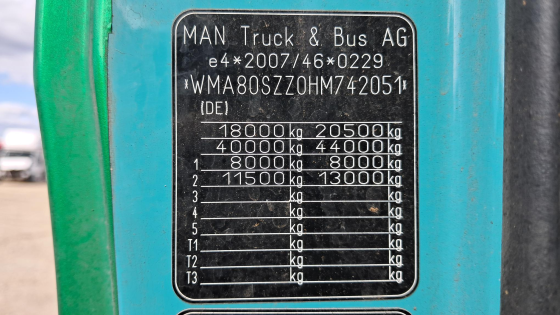 MAN Truck & Bus AG
e4*2007/46*0229
*WMA80SZZ0HM742051*
(DE)
18000 kg 20500 kg
40000 kg 44000 kg
1 8000 kg 8000 kg
2 11500 kg 13000 kg
3 kg kg
4 kg kg
5 kg kg
T1 kg kg
T2 kg kg
T3 kg kg